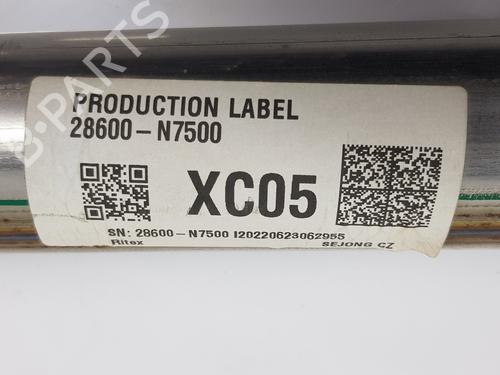 B-PARTS
PRODUCTION LABEL
28600-N7500
XC05
SN: 28600-N7500 I20220623062955
Ritex
SEJONG CZ